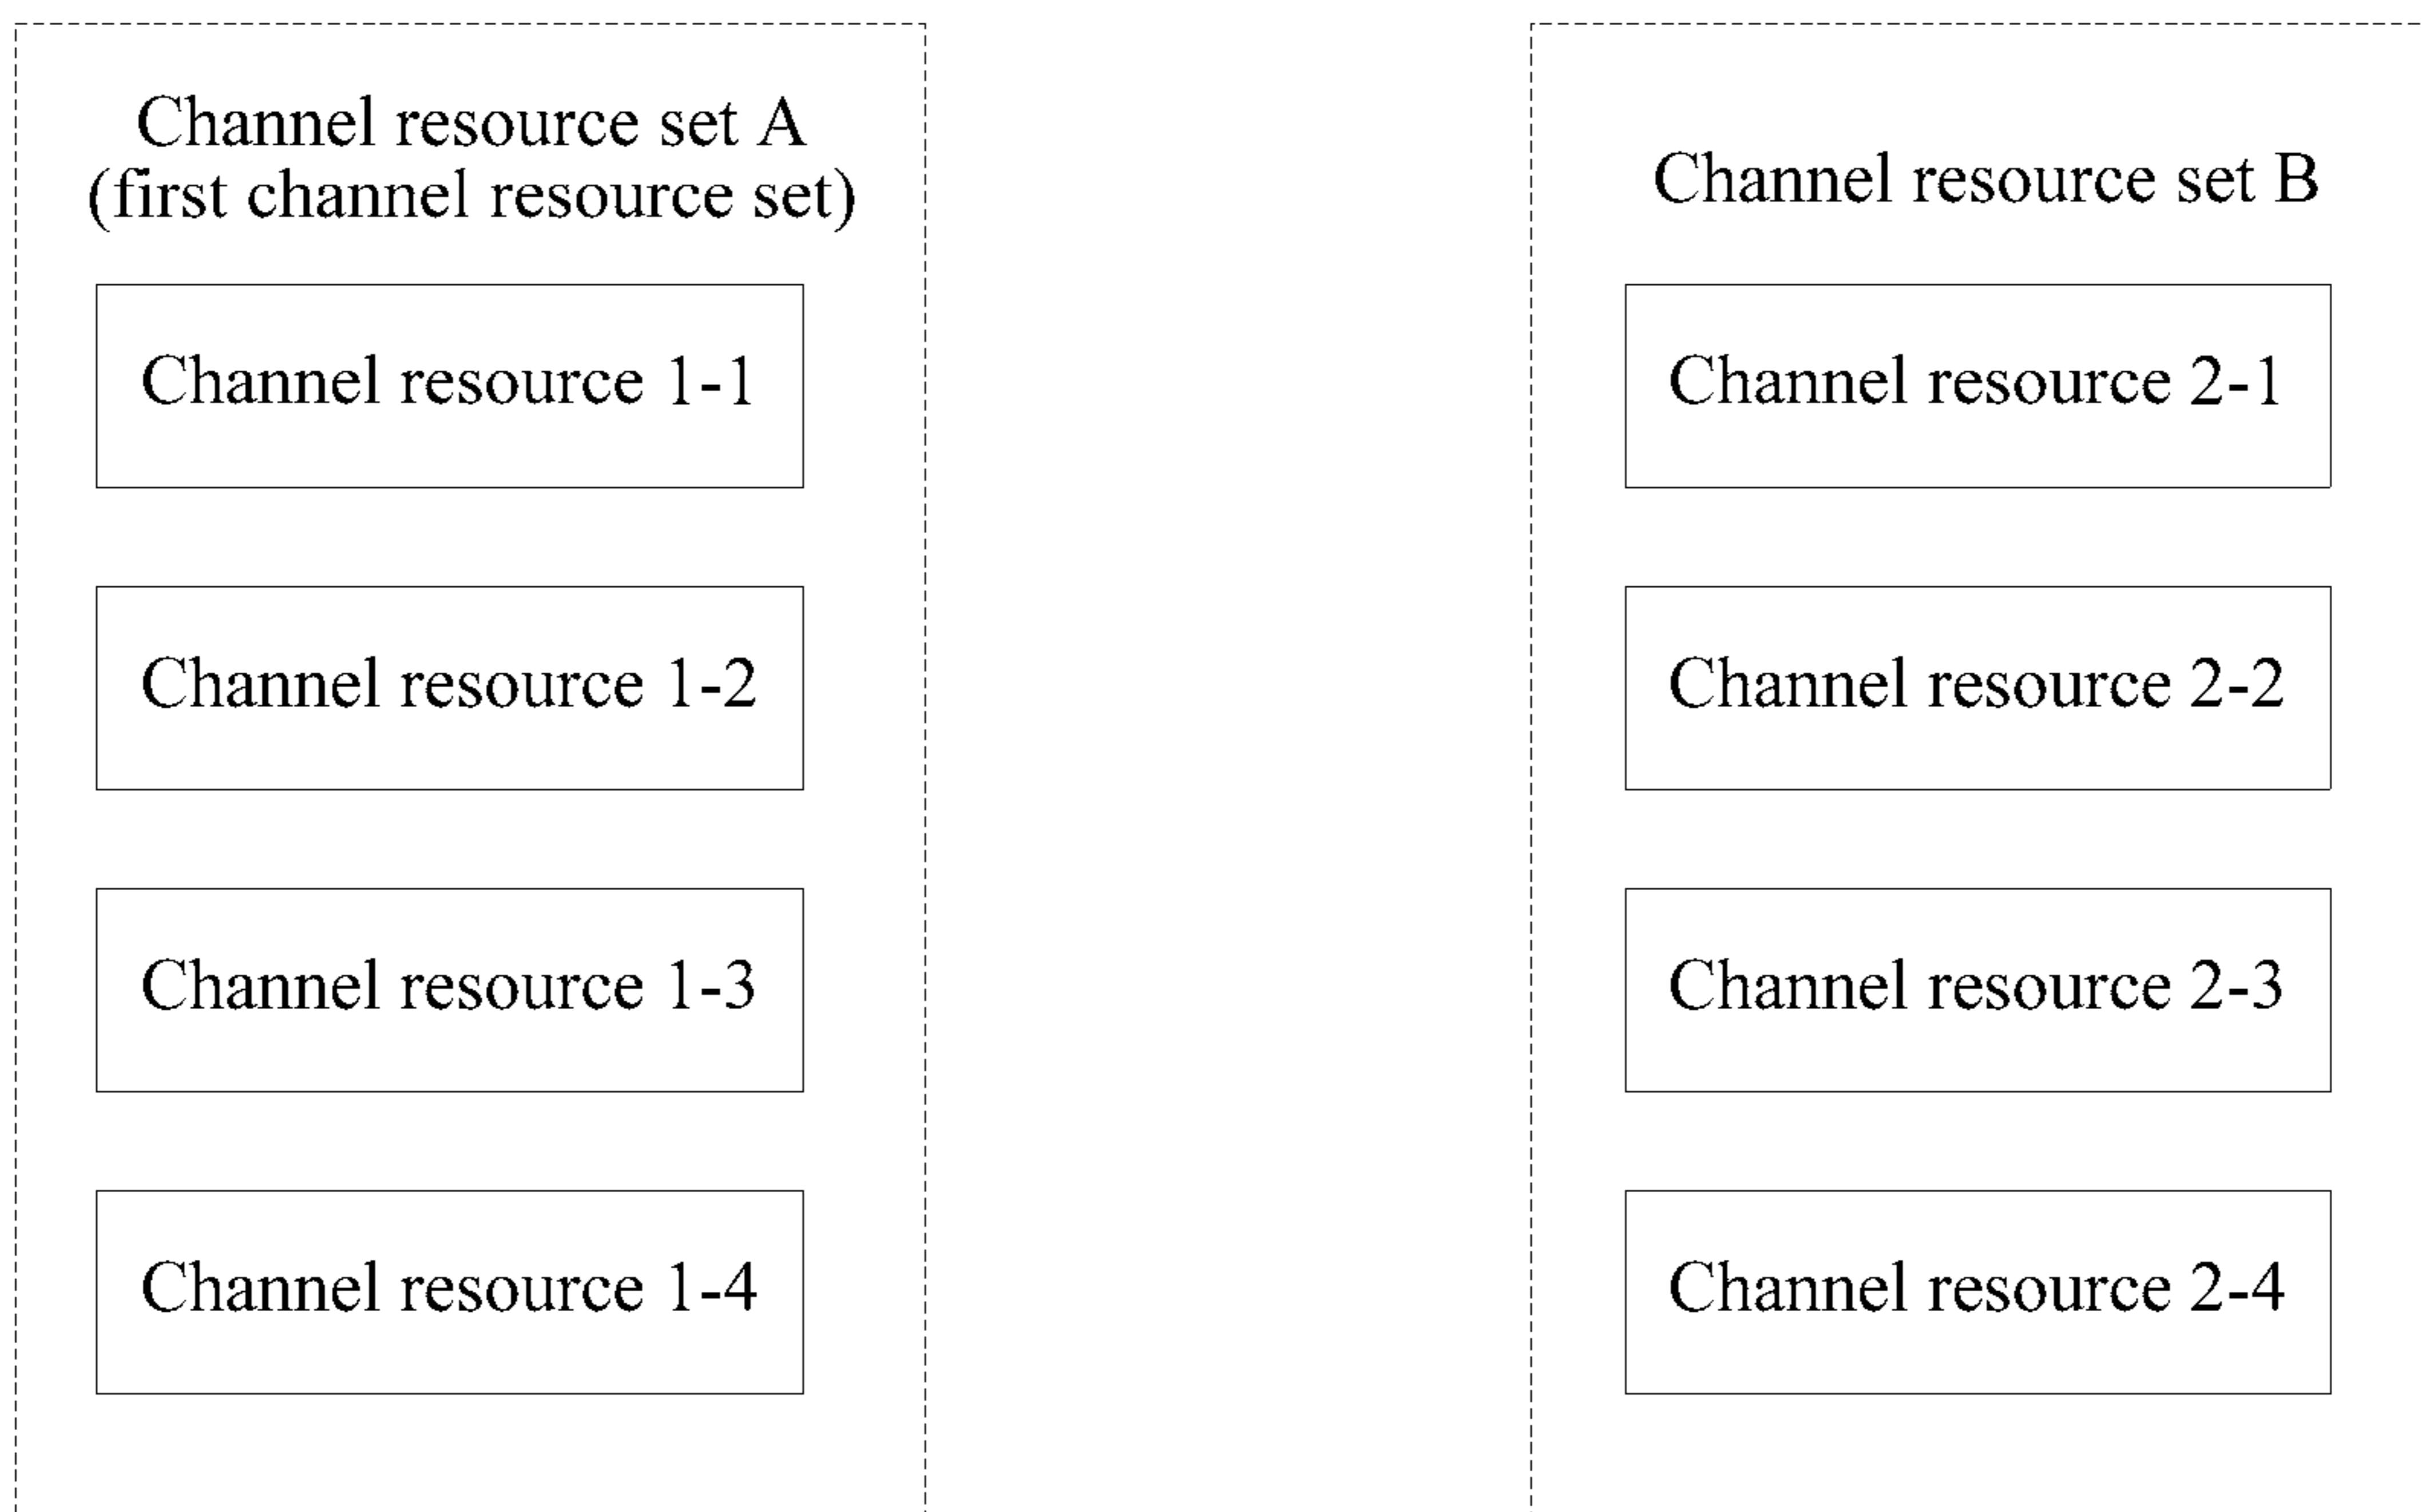 Channel resource set A
(first channel resource set)
Channel resource 1-1
Channel resource 1-2
Channel resource 1-3
Channel resource 1-4
Channel resource set B
Channel resource 2-1
Channel resource 2-2
Channel resource 2-3
Channel resource 2-4